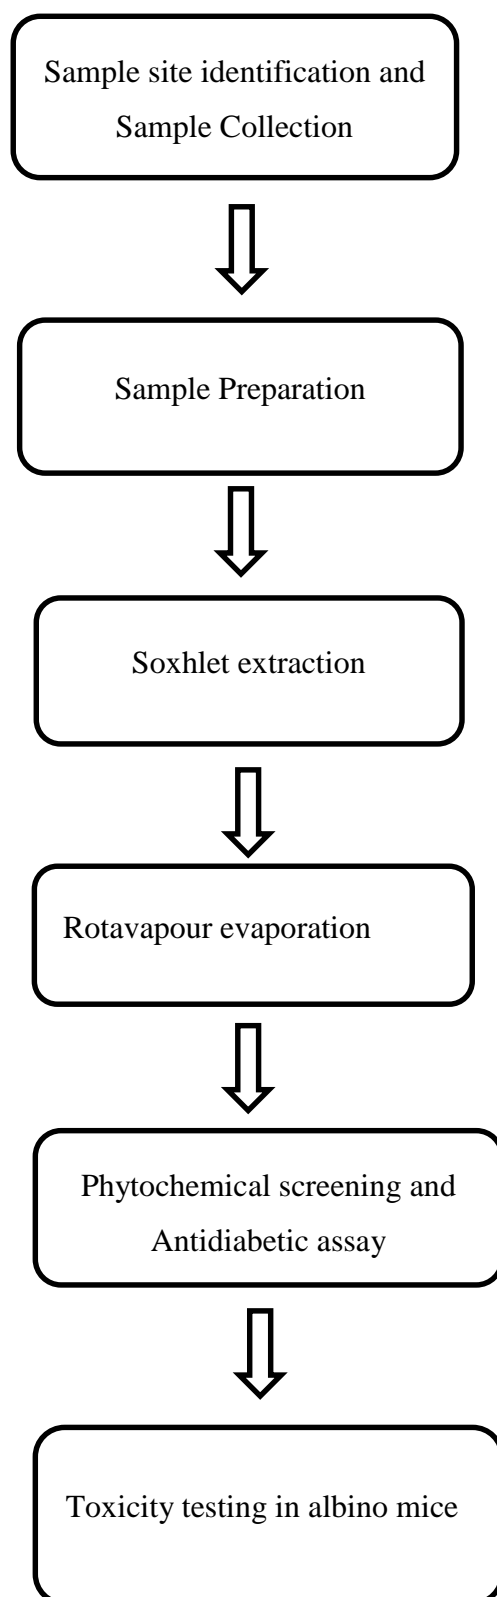 Sample site identification and
Sample Collection
Sample Preparation
Soxhlet extraction
Rotavapour evaporation
Phytochemical screening and
Antidiabetic assay
Toxicity testing in albino mice